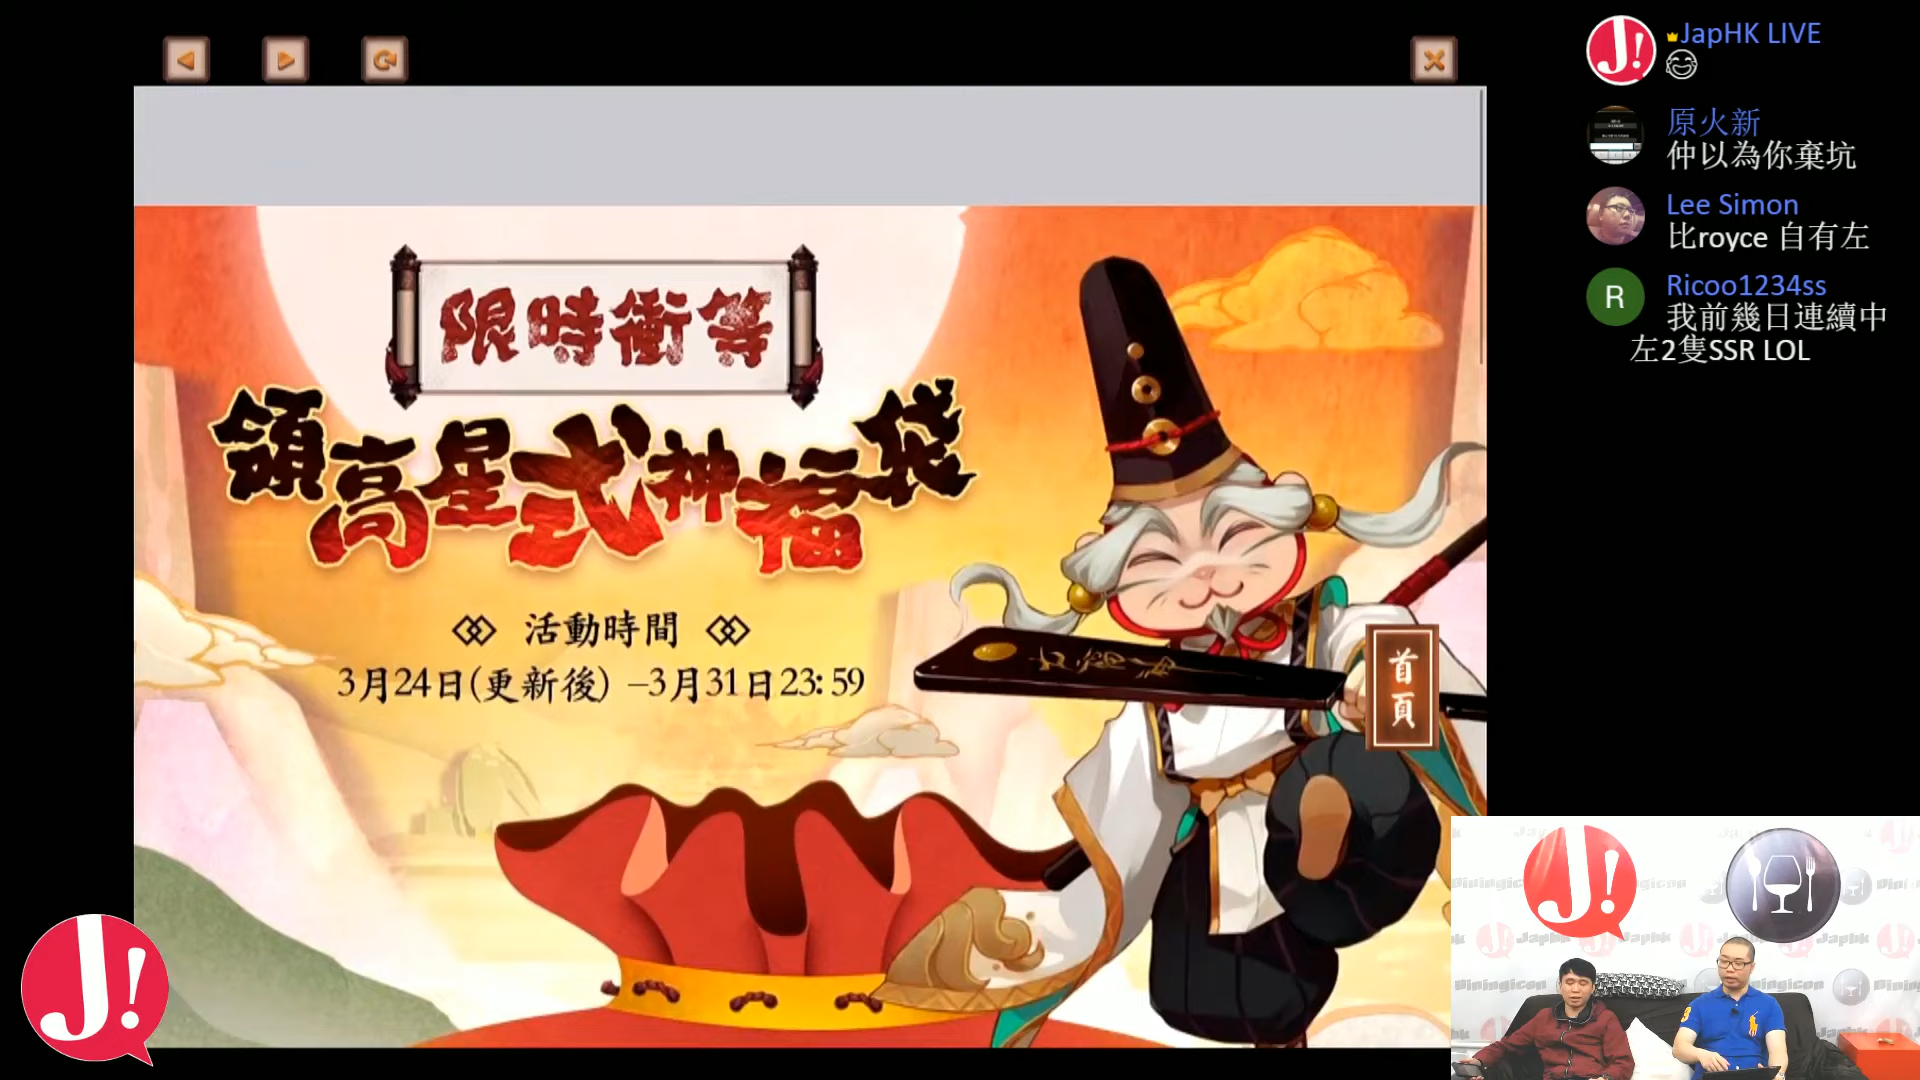 限時衝等
領高星式神福袋
活動時間
3月24日(更新後) –3月31日23:59
首頁
JapHK LIVE
原火新
仲以為你棄坑
Lee Simon
比royce 自有左
R
Ricoo1234ss
我前幾日連續中
左2隻SSR LOL
J!
J!